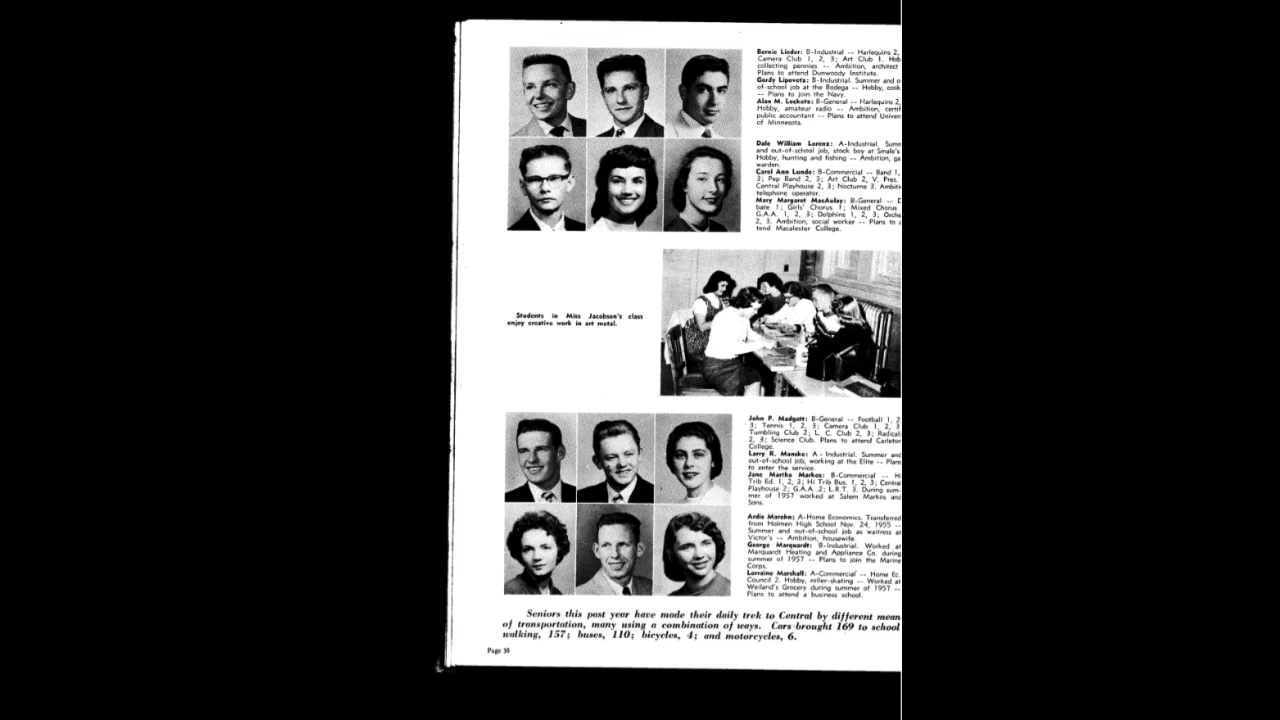 Bernie Linder: B-Industrial -- Harlequins 2,
Camera Club 1, 2, 3; Art Club 1. Hob
collecting pennies -- Ambition, architect
Plans to attend Dunwoody Institute.
Gordy Lipovetz: B-Industrial. Summer and o
of-school job at the Bodega -- Hobby, cook
-- Plans to join the Navy.
Alan M. Lockets: B-General -- Harlequins 2,
Hobby, amateur radio -- Ambition, certif
public accountant -- Plans to attend Univer
of Minnesota.
Dale William Lorenz: A-Industrial. Sum
and out-of-school job, stock boy at Smale's
Hobby, hunting and fishing -- Ambition, ga
warden.
Carol Ann Lunde: B-Commercial -- Band 1,
3; Pep Band 2, 3; Art Club 2, V. Pres.
Central Playhouse 2, 3; Nocturne 3. Ambiti
telephone operator.
Mary Margaret MacAulay: B-General -- D
bate 1; Girls' Chorus 1; Mixed Chorus
G.A.A. 1, 2, 3; Dolphins 1, 2, 3; Orche
2, 3. Ambition, social worker -- Plans to a
tend Macalester College.
Students in Miss Jacobson's class
enjoy creative work in art metal.
John P. Madgett: B-General -- Football 1, 2
3; Tennis 1, 2, 3; Camera Club 1, 2, 3
Tumbling Club 2; L. C. Club 2, 3; Radical
2, 3; Science Club. Plans to attend Carleton
College.
Larry R. Manske: A - Industrial. Summer and
out-of-school job, working at the Elite -- Plans
to enter the service.
Jane Martha Markos: B-Commercial -- Hi
Trib Ed. 1, 2, 3; Hi Trib Bus. 1, 2, 3; Central
Playhouse 2; G.A.A. 2; L.R.T. 3. During sum-
mer of 1957 worked at Salem Markos and
Sons.
Ardis Marohn: A-Home Economics. Transferred
from Holmen High School Nov. 24, 1955 --
Summer and out-of-school job as waitress at
Victor's -- Ambition, housewife.
George Marquardt: B-Industrial. Worked at
Marquardt Heating and Appliance Co. during
summer of 1957 -- Plans to join the Marine
Corps.
Lorraine Marshall: A-Commercial -- Home Ec.
Council 2. Hobby, roller-skating -- Worked at
Weiland's Grocery during summer of 1957 --
Plans to attend a business school.
Seniors this past year have made their daily trek to Central by different mean
of transportation, many using a combination of ways. Cars brought 169 to school
walking, 157; buses, 110; bicycles, 4; and motorcycles, 6.
Page 38